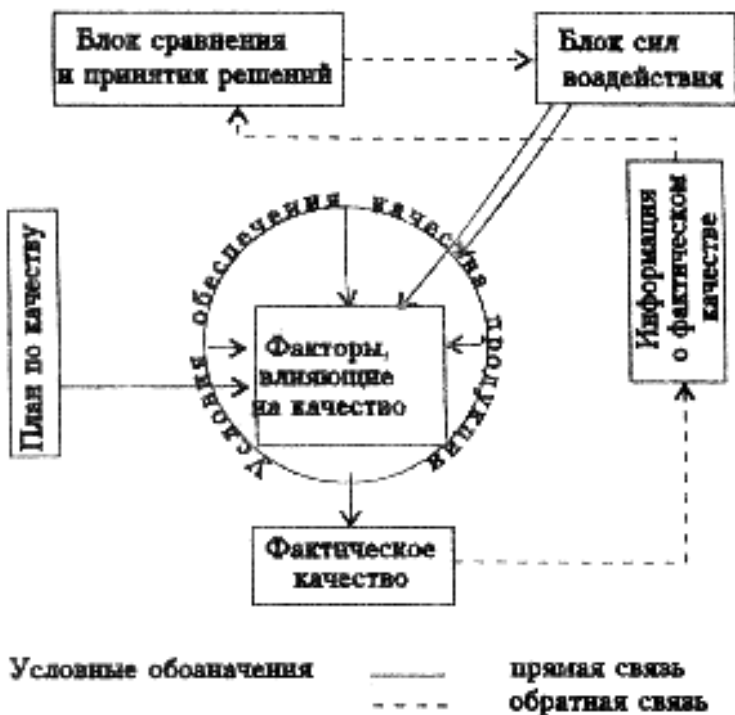 Блок сравнения
и принятия решений
Блок сил
воздействия
Условия обеспечения качества продукции
План по качеству
Факторы,
влияющие
на качество
Информация
о фактическом
качестве
Фактическое
качество
Условные обозначения
прямая связь
обратная связь